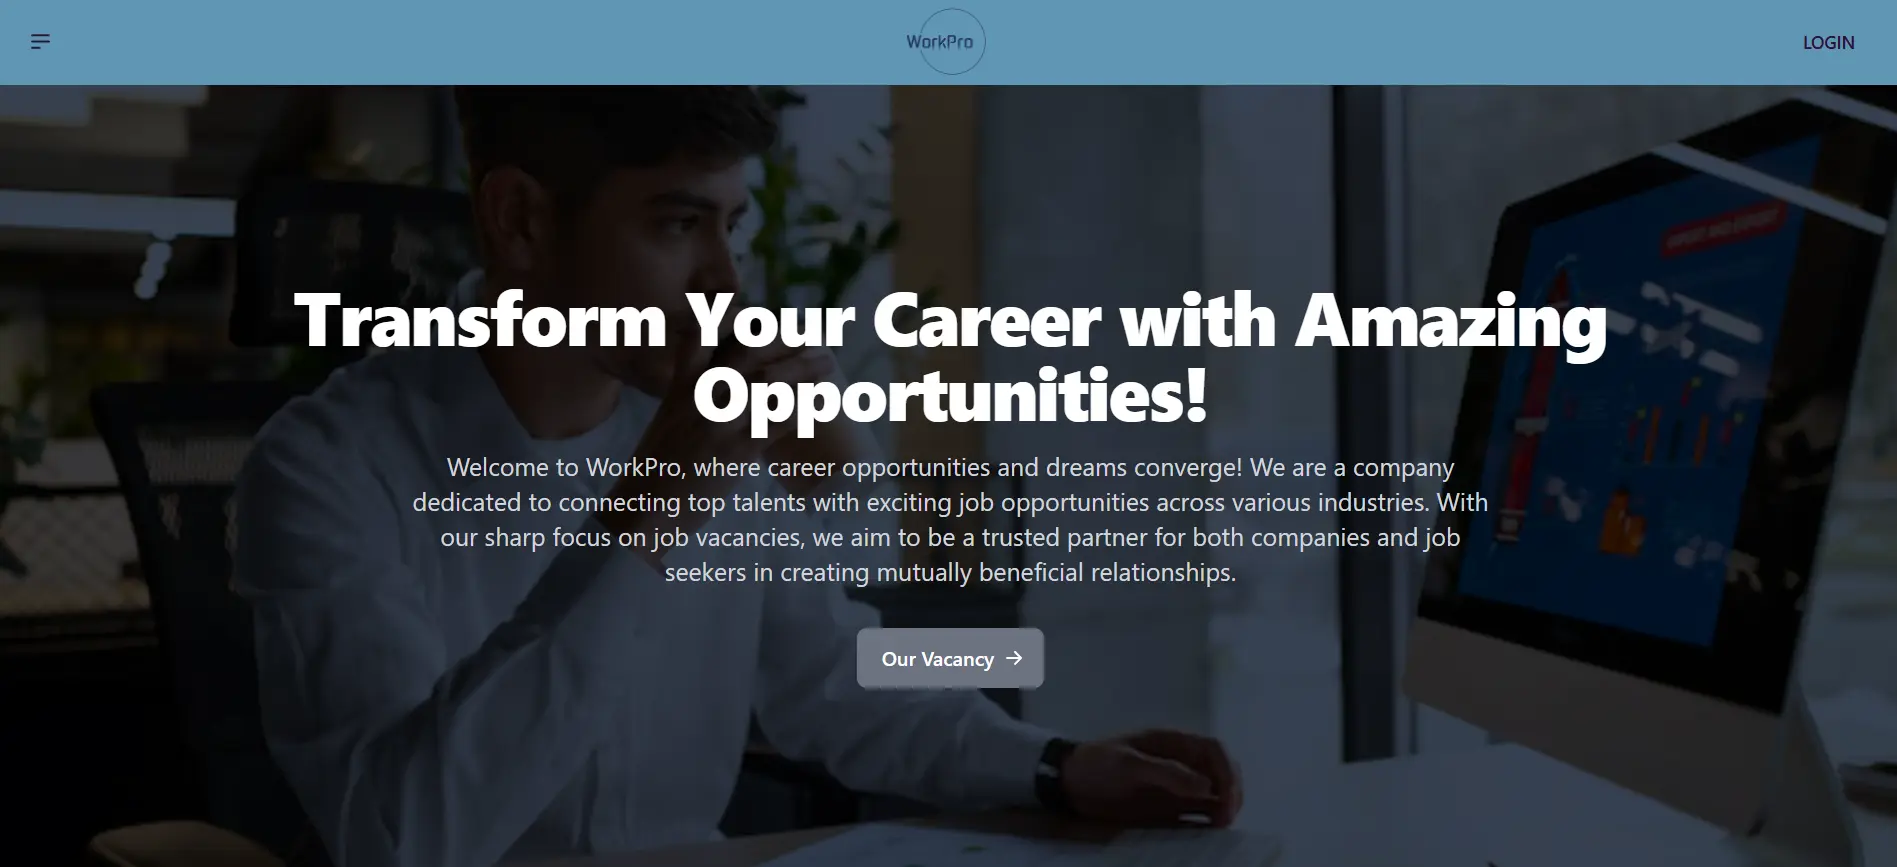 WorkPro
LOGIN
Transform Your Career with Amazing
Opportunities!
Welcome to WorkPro, where career opportunities and dreams converge! We are a company
dedicated to connecting top talents with exciting job opportunities across various industries. With
our sharp focus on job vacancies, we aim to be a trusted partner for both companies and job
seekers in creating mutually beneficial relationships.
Our Vacancy →